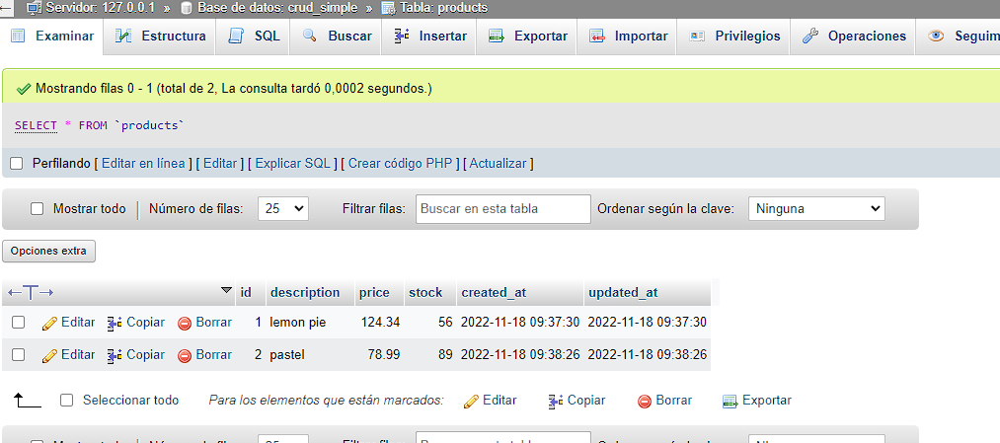 Servidor: 127.0.0.1 » Base de datos: crud_simple » Tabla: products
Examinar Estructura SQL Buscar Insertar Exportar Importar Privilegios Operaciones
Mostrando filas 0 - 1 (total de 2, La consulta tardó 0,0002 segundos.)
SELECT * FROM `products`
Perfilando [ Editar en línea ] [ Editar ] [ Explicar SQL ] [ Crear código PHP ] [ Actualizar ]
Mostrar todo | Número de filas: 25 Filtrar filas: Buscar en esta tabla Ordenar según la clave: Ninguna
Opciones extra
←T→ id description price stock created_at updated_at
Editar Copiar Borrar 1 lemon pie 124.34 56 2022-11-18 09:37:30 2022-11-18 09:37:30
Editar Copiar Borrar 2 pastel 78.99 89 2022-11-18 09:38:26 2022-11-18 09:38:26
Seleccionar todo Para los elementos que están marcados: Editar Copiar Borrar Exportar